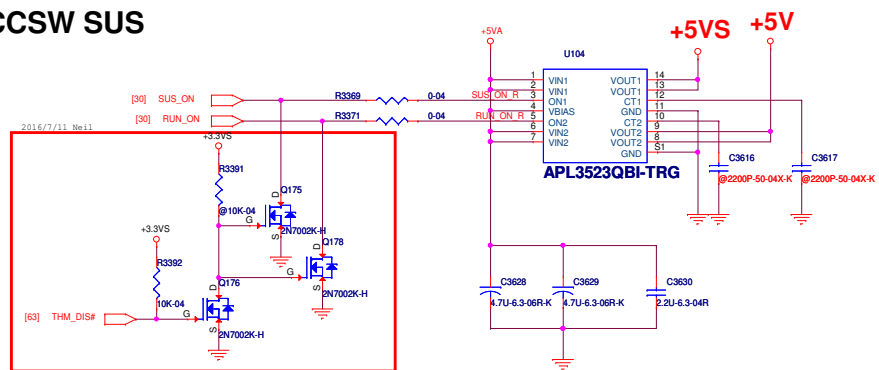 CCSW SUS
+5VA
+5VS
+5V
U104
1 VIN1 VOUT1 14
2 VIN1 VOUT1 13
[30] SUS_ON R3369 0-04 SUS_ON_R 3 ON1 CT1 12
4 VBIAS GND 11
[30] RUN_ON R3371 0-04 RUN_ON_R 5 ON2 CT2 10
6 VIN2 VOUT2 9
7 VIN2 VOUT2 8
GND S1
APL3523QBI-TRG
C3616
@2200P-50-04X-K
C3617
@2200P-50-04X-K
2016/7/11 Neil
+3.3VS
R3391
@10K-04
Q175
D
G
S
2N7002K-H
+3.3VS
R3392
10K-04
Q178
D
G
S
2N7002K-H
Q176
D
G
S
2N7002K-H
[63] THM_DIS#
C3628
4.7U-6.3-06R-K
C3629
4.7U-6.3-06R-K
C3630
2.2U-6.3-04R